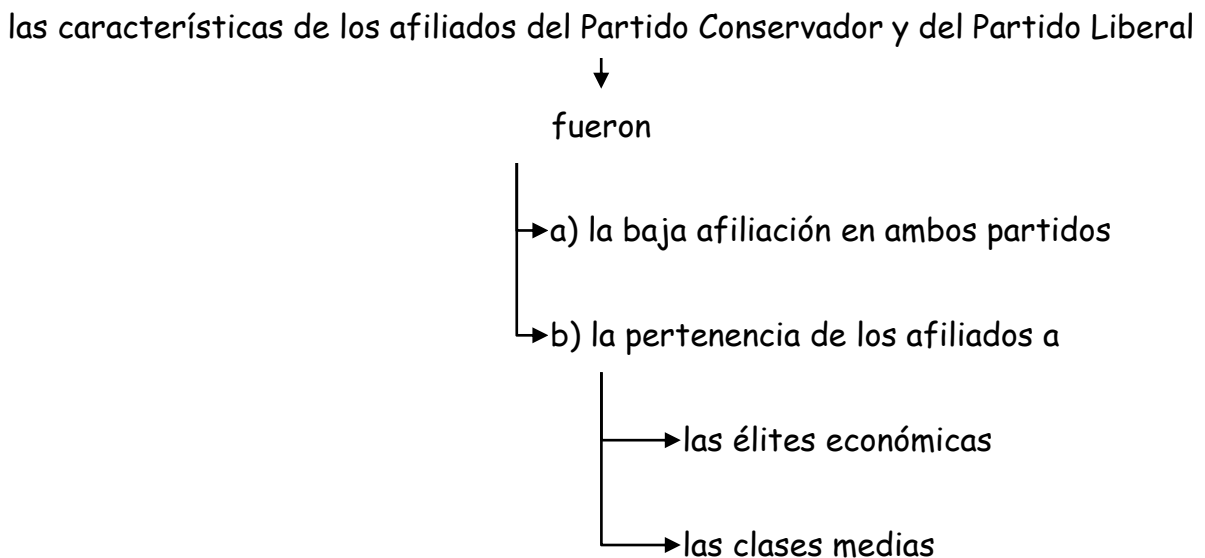 las características de los afiliados del Partido Conservador y del Partido Liberal
fueron
a) la baja afiliación en ambos partidos
b) la pertenencia de los afiliados a
las élites económicas
las clases medias